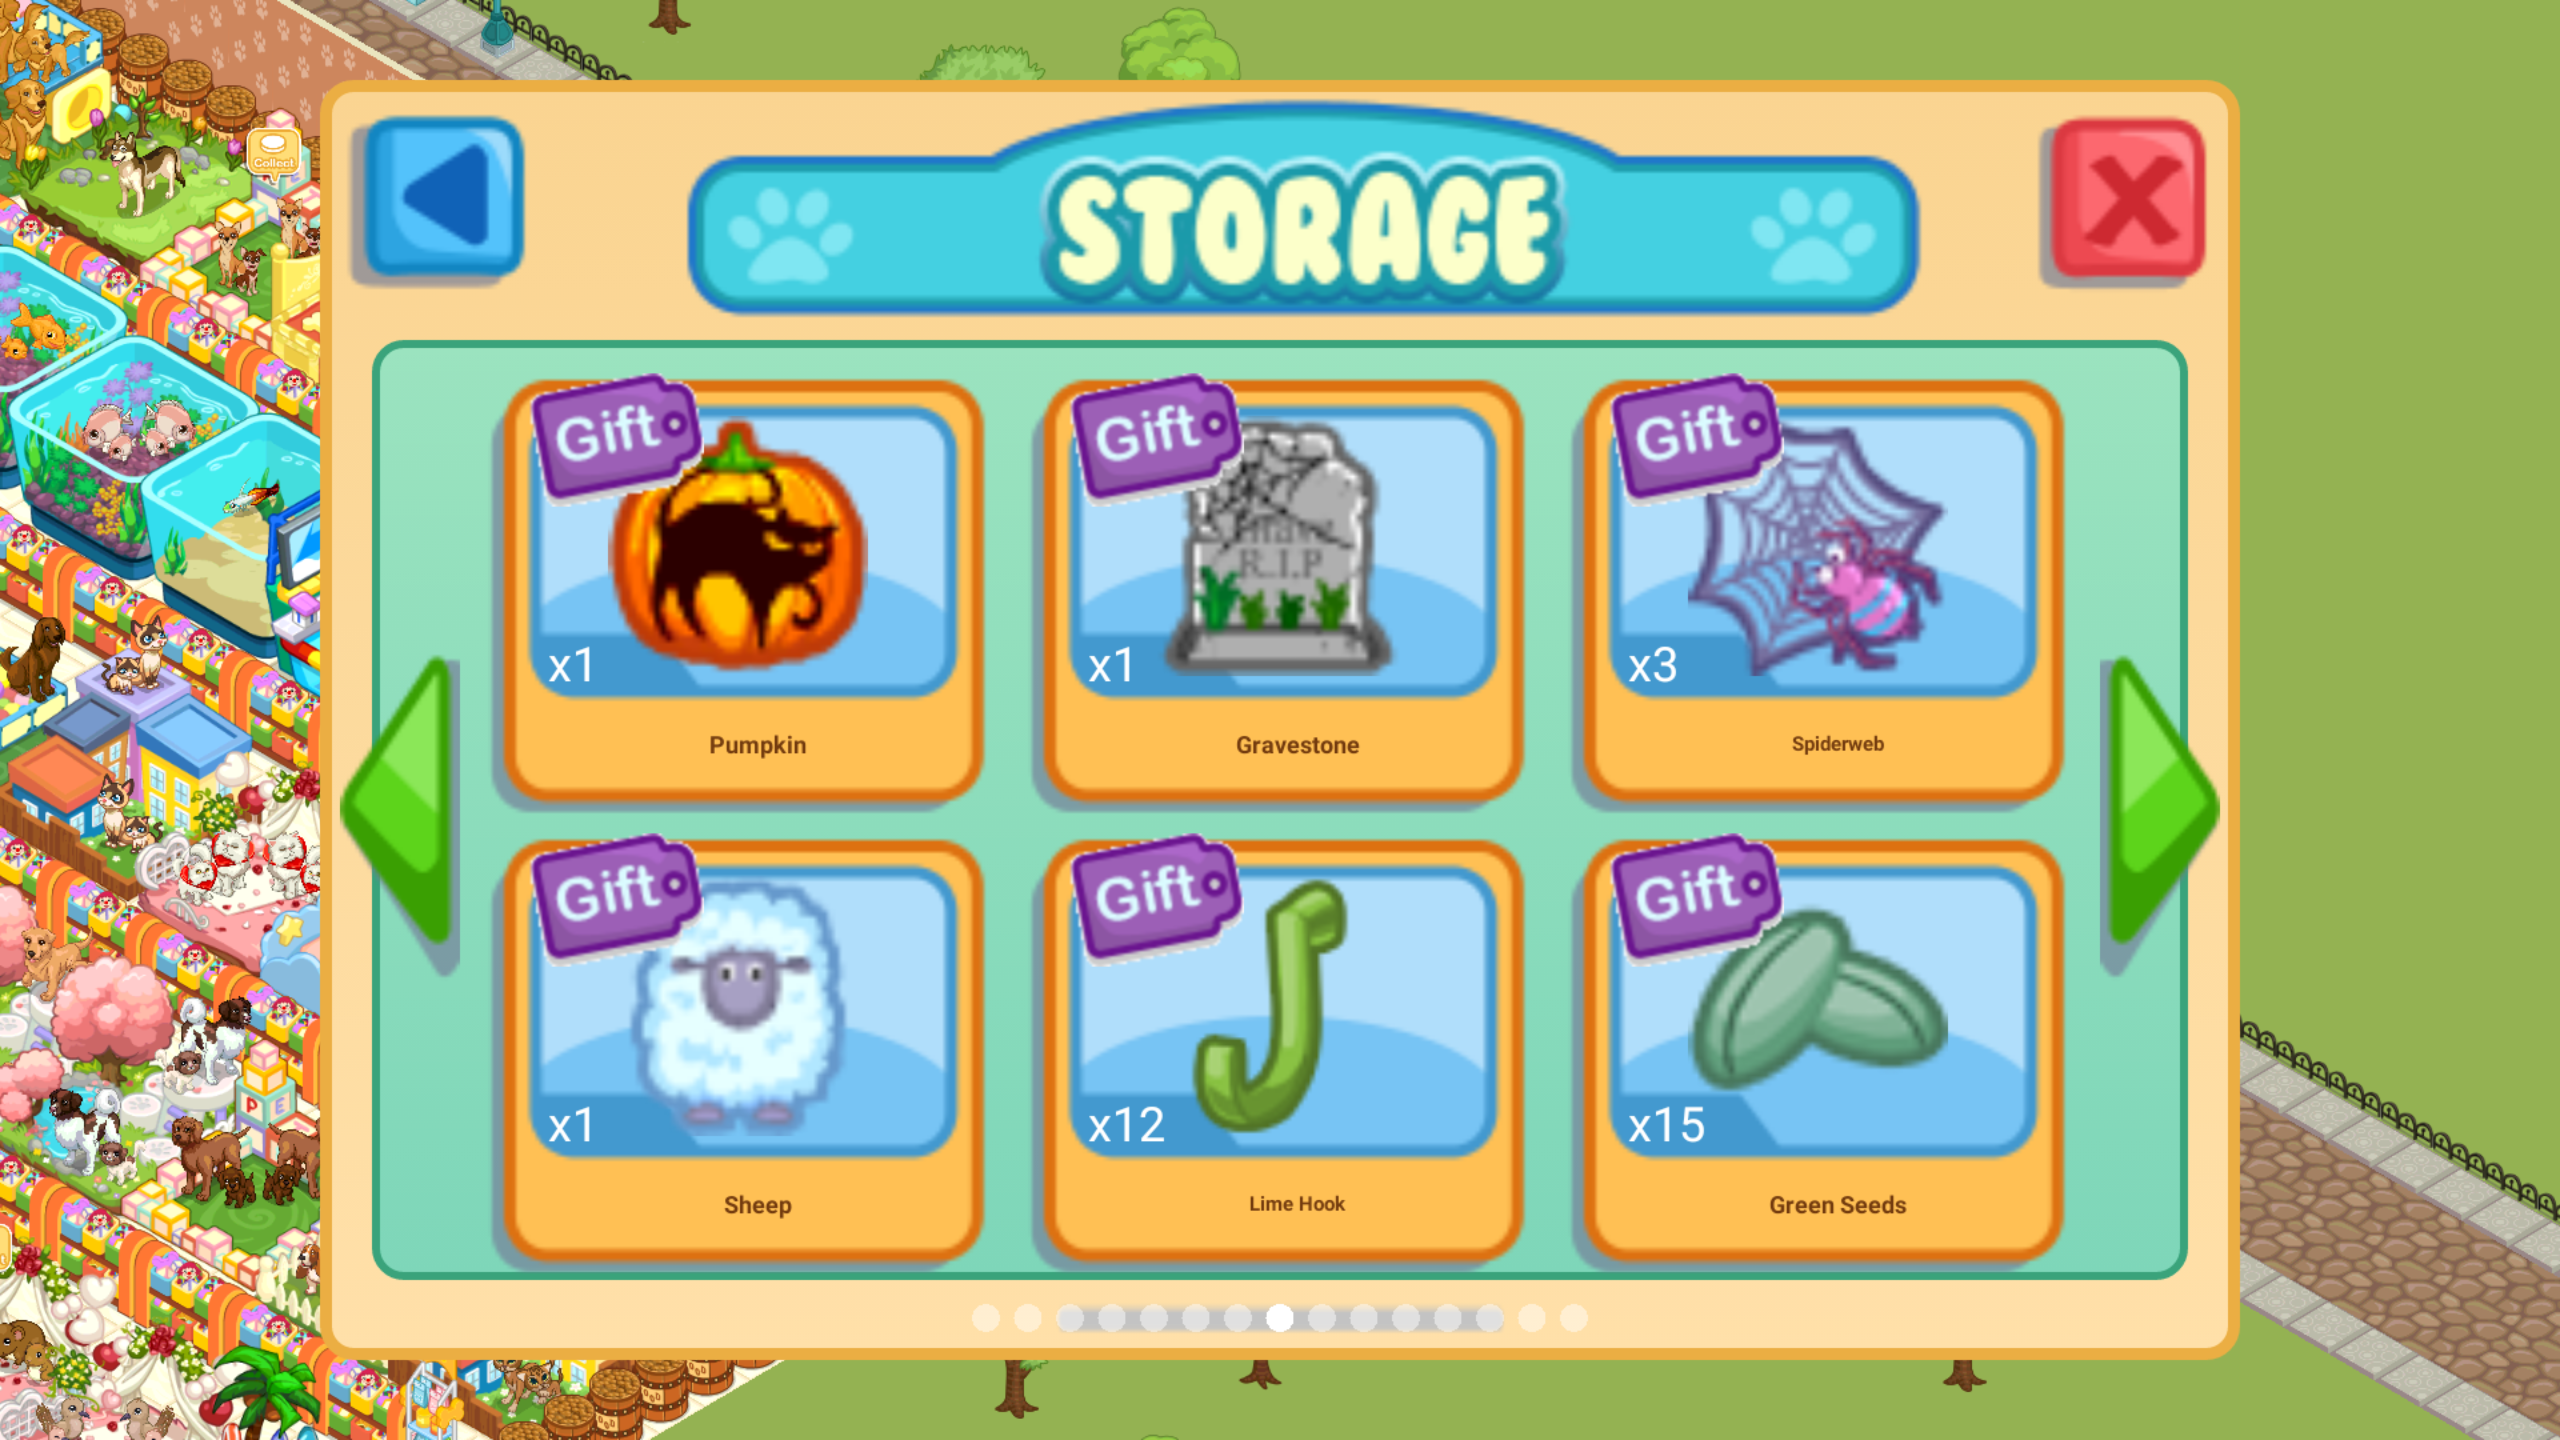 Collect
STORAGE
Gift
x1
Pumpkin
Gift
R.I.P
x1
Gravestone
Gift
x3
Spiderweb
Gift
x1
Sheep
Gift
x12
Lime Hook
Gift
x15
Green Seeds
P E